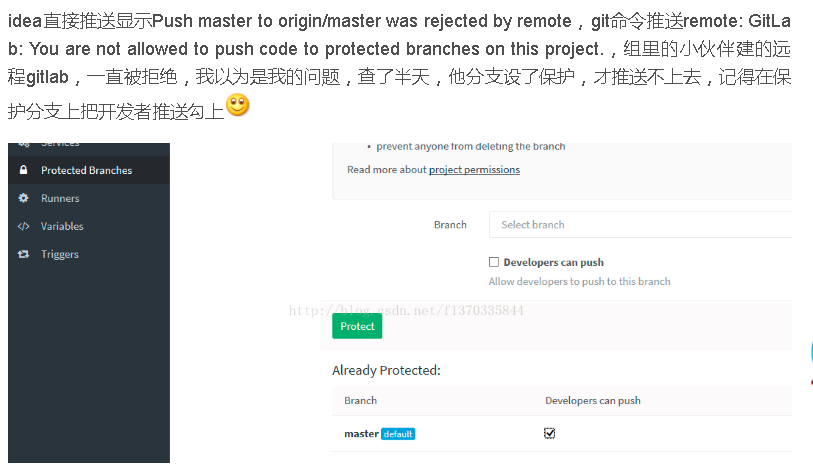 idea直接推送显示Push master to origin/master was rejected by remote，git命令推送remote: GitLa
b: You are not allowed to push code to protected branches on this project.，组里的小伙伴建的远
程gitlab，一直被拒绝，我以为是我的问题，查了半天，他分支设了保护，才推送不上去，记得在保
护分支上把开发者推送勾上
Services
prevent anyone from deleting the branch
Protected Branches
Read more about project permissions
Runners
Variables
Branch
Select branch
Triggers
Developers can push
Allow developers to push to this branch
http://blog.csdn.net/f1370335844
Protect
Already Protected:
Branch Developers can push
master default